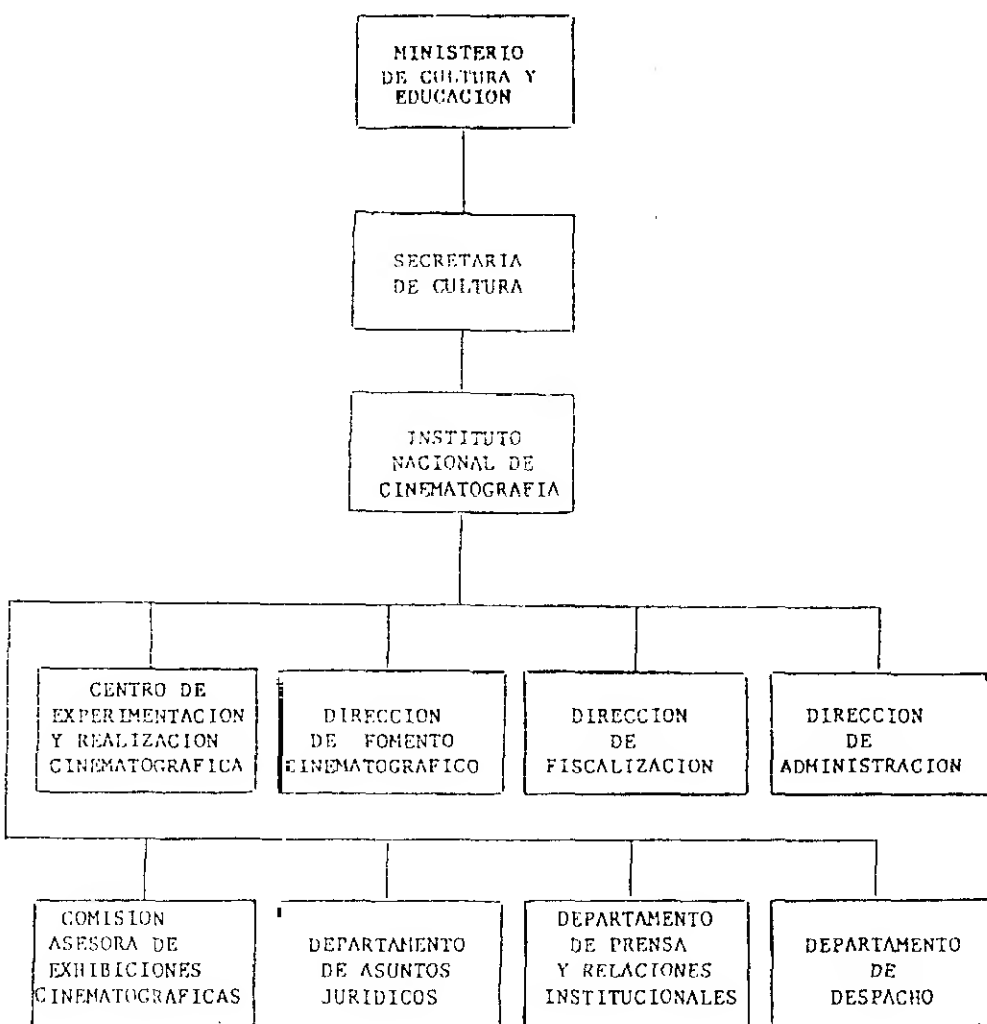 MINISTERIO
DE CULTURA Y
EDUCACION
SECRETARIA
DE CULTURA
INSTITUTO
NACIONAL DE
CINEMATOGRAFIA
CENTRO DE
EXPERIMENTACION
Y REALIZACION
CINEMATOGRAFICA
DIRECCION
DE FOMENTO
CINEMATOGRAFICO
DIRECCION
DE
FISCALIZACION
DIRECCION
DE
ADMINISTRACION
COMISION
ASESORA DE
EXHIBICIONES
CINEMATOGRAFICAS
DEPARTAMENTO
DE ASUNTOS
JURIDICOS
DEPARTAMENTO
DE PRENSA
Y RELACIONES
INSTITUCIONALES
DEPARTAMENTO
DE
DESPACHO